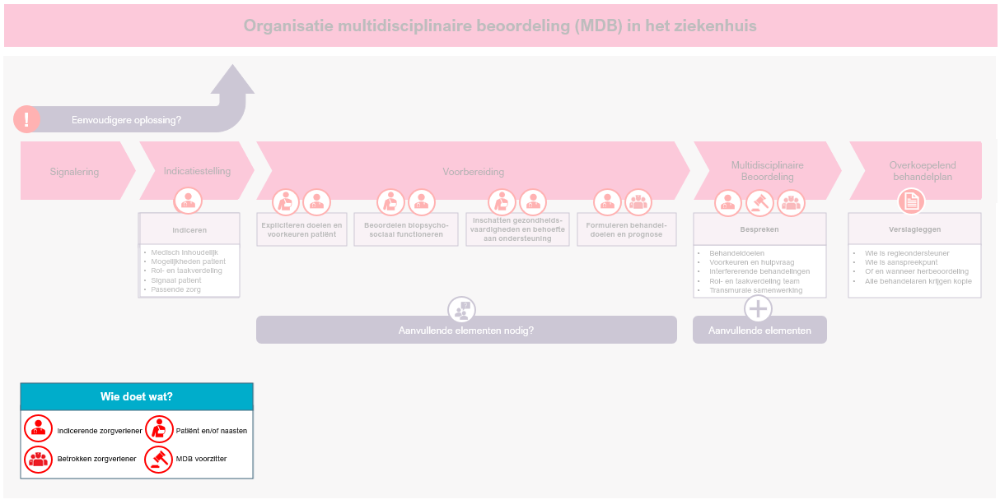 Organisatie multidisciplinaire beoordeling (MDB) in het ziekenhuis
!
Eenvoudigere oplossing?
Signalering
Indicatiestelling
Voorbereiding
Multidisciplinaire
Beoordeling
Overkoepelend
behandelplan
Indiceren
• Medisch Inhoudelijk
• Mogelijkheden patient
• Rol- en taakverdeling
• Signaal patient
• Passende zorg
Expliciteren doelen en
voorkeuren patiënt
Beoordelen biopsycho-
sociaal functioneren
Inschatten gezondheids-
vaardigheden en behoefte
aan ondersteuning
Formuleren behandel-
doelen en prognose
Bespreken
• Behandeldoelen
• Voorkeuren en hulpvraag
• Interfererende behandelingen
• Rol- en taakverdeling team
• Transmurale samenwerking
Verslagleggen
• Wie is regieondersteuner
• Wie is aanspreekpunt
• Of en wanneer herbeoordeling
• Alle behandelaren krijgen kopie
Aanvullende elementen nodig?
Aanvullende elementen
Wie doet wat?
Indicerende zorgverlener
Patiënt en/of naasten
Betrokken zorgverlener
MDB voorzitter